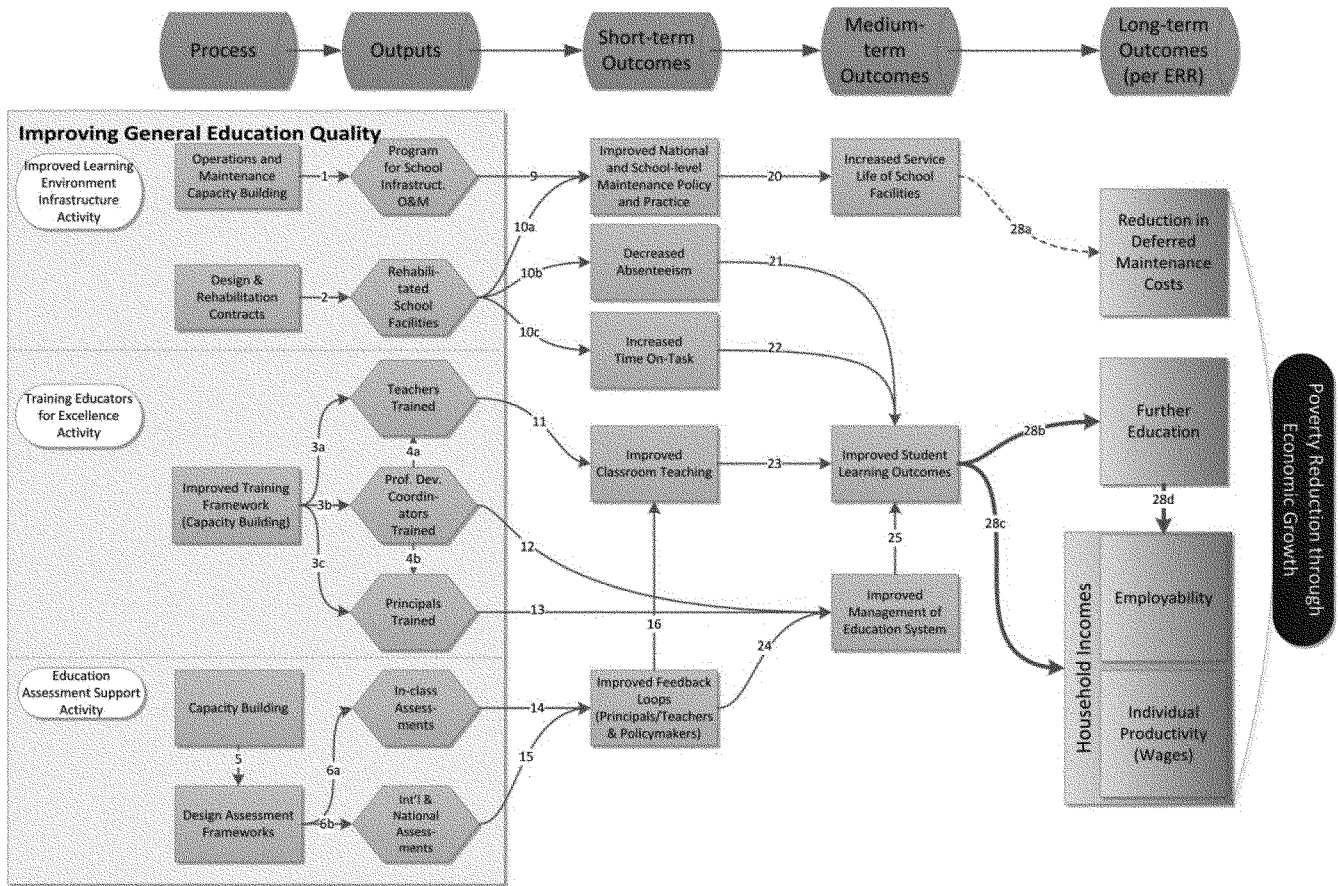 Process
Outputs
Short-term
Outcomes
Medium-
term
Outcomes
Long-term
Outcomes
(per ERR)
Improving General Education Quality
Improved Learning
Environment
Infrastructure
Activity
Operations and
Maintenance
Capacity Building
1
Program
for School
Infrastruct.
O&M
9
Improved National
and School-level
Maintenance Policy
and Practice
20
Increased Service
Life of School
Facilities
28a
Reduction in
Deferred
Maintenance
Costs
Design &
Rehabilitation
Contracts
2
Rehabili-
tated
School
Facilities
10a
10b
10c
Decreased
Absenteeism
21
Increased
Time On-Task
22
Training Educators
for Excellence
Activity
Improved Training
Framework
(Capacity Building)
3a
3b
3c
Teachers
Trained
4a
Prof. Dev.
Coordin-
ators
Trained
4b
Principals
Trained
11
12
13
Improved
Classroom Teaching
23
16
Improved Student
Learning Outcomes
25
Improved
Management of
Education System
24
28b
28c
Further
Education
28d
Household Incomes
Employability
Individual
Productivity
(Wages)
Poverty Reduction through
Economic Growth
Education
Assessment Support
Activity
Capacity Building
5
Design Assessment
Frameworks
6a
6b
In-class
Assess-
ments
14
Int'l &
National
Assess-
ments
15
Improved Feedback
Loops
(Principals/Teachers
& Policymakers)